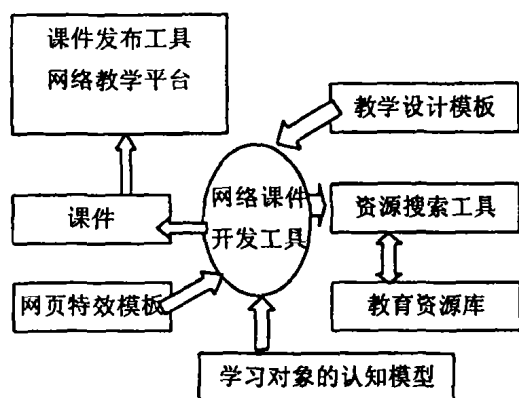 课件发布工具
网络教学平台
教学设计模板
网络课件
开发工具
课件
资源搜索工具
网页特效模板
教育资源库
学习对象的认知模型